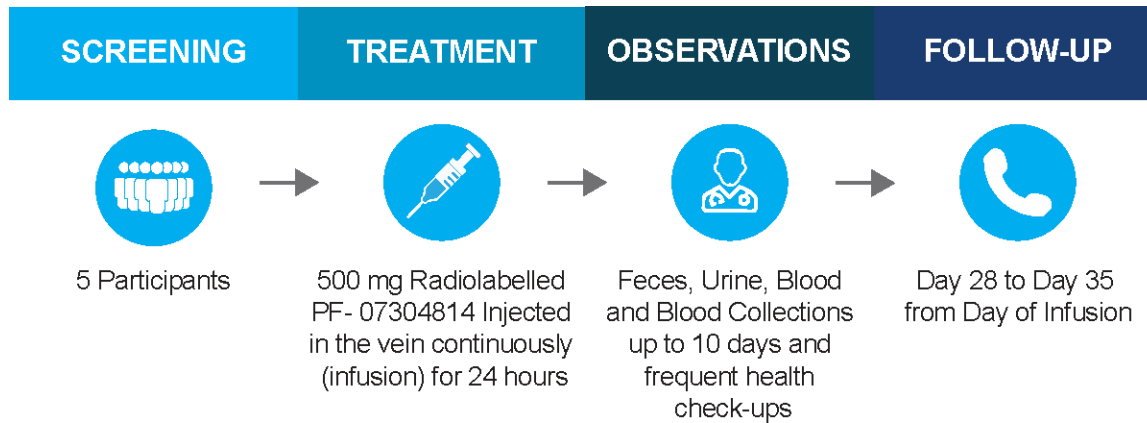 SCREENING
TREATMENT
OBSERVATIONS
FOLLOW-UP
5 Participants
500 mg Radiolabelled
PF- 07304814 Injected
in the vein continuously
(infusion) for 24 hours
Feces, Urine, Blood
and Blood Collections
up to 10 days and
frequent health
check-ups
Day 28 to Day 35
from Day of Infusion